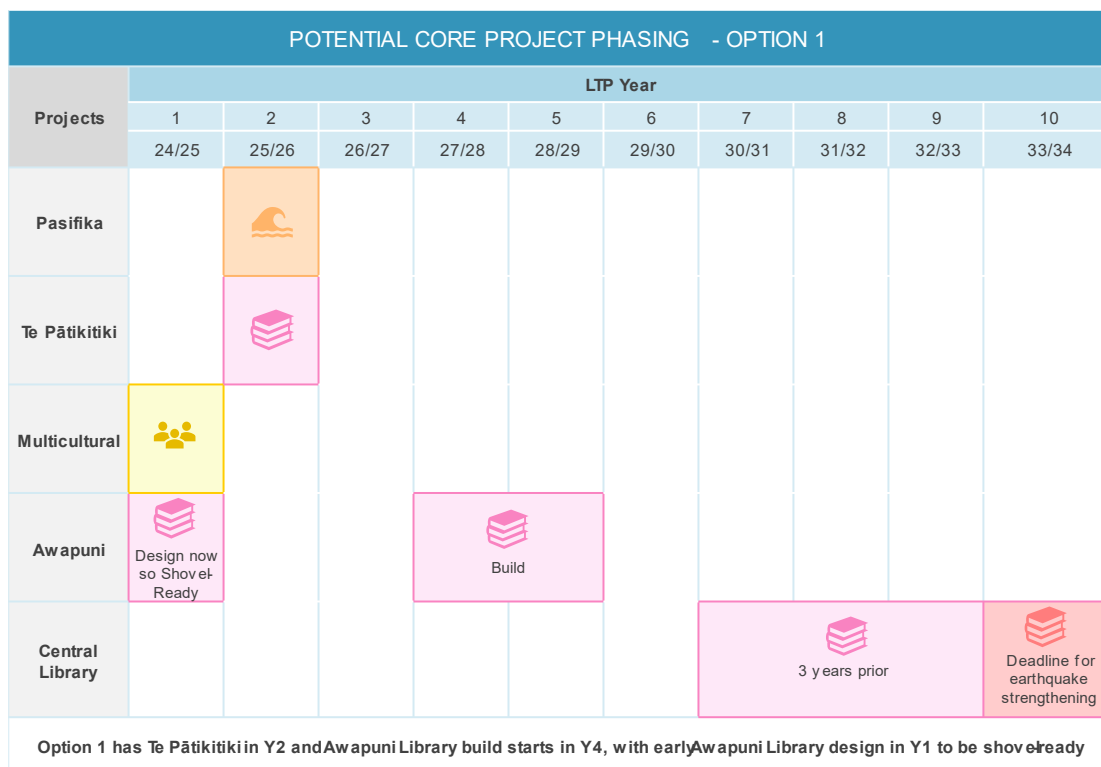 POTENTIAL CORE PROJECT PHASING - OPTION 1
Projects
LTP Year
1 2 3 4 5 6 7 8 9 10
24/25 25/26 26/27 27/28 28/29 29/30 30/31 31/32 32/33 33/34
Pasifika
Te Pātikitiki
Multicultural
Awapuni
Design now
so Shovel-
Ready
Build
Central
Library
3 years prior
Deadline for
earthquake
strengthening
Option 1 has Te Pātikitiki in Y2 and Awapuni Library build starts in Y4, with early Awapuni Library design in Y1 to be shovel-ready